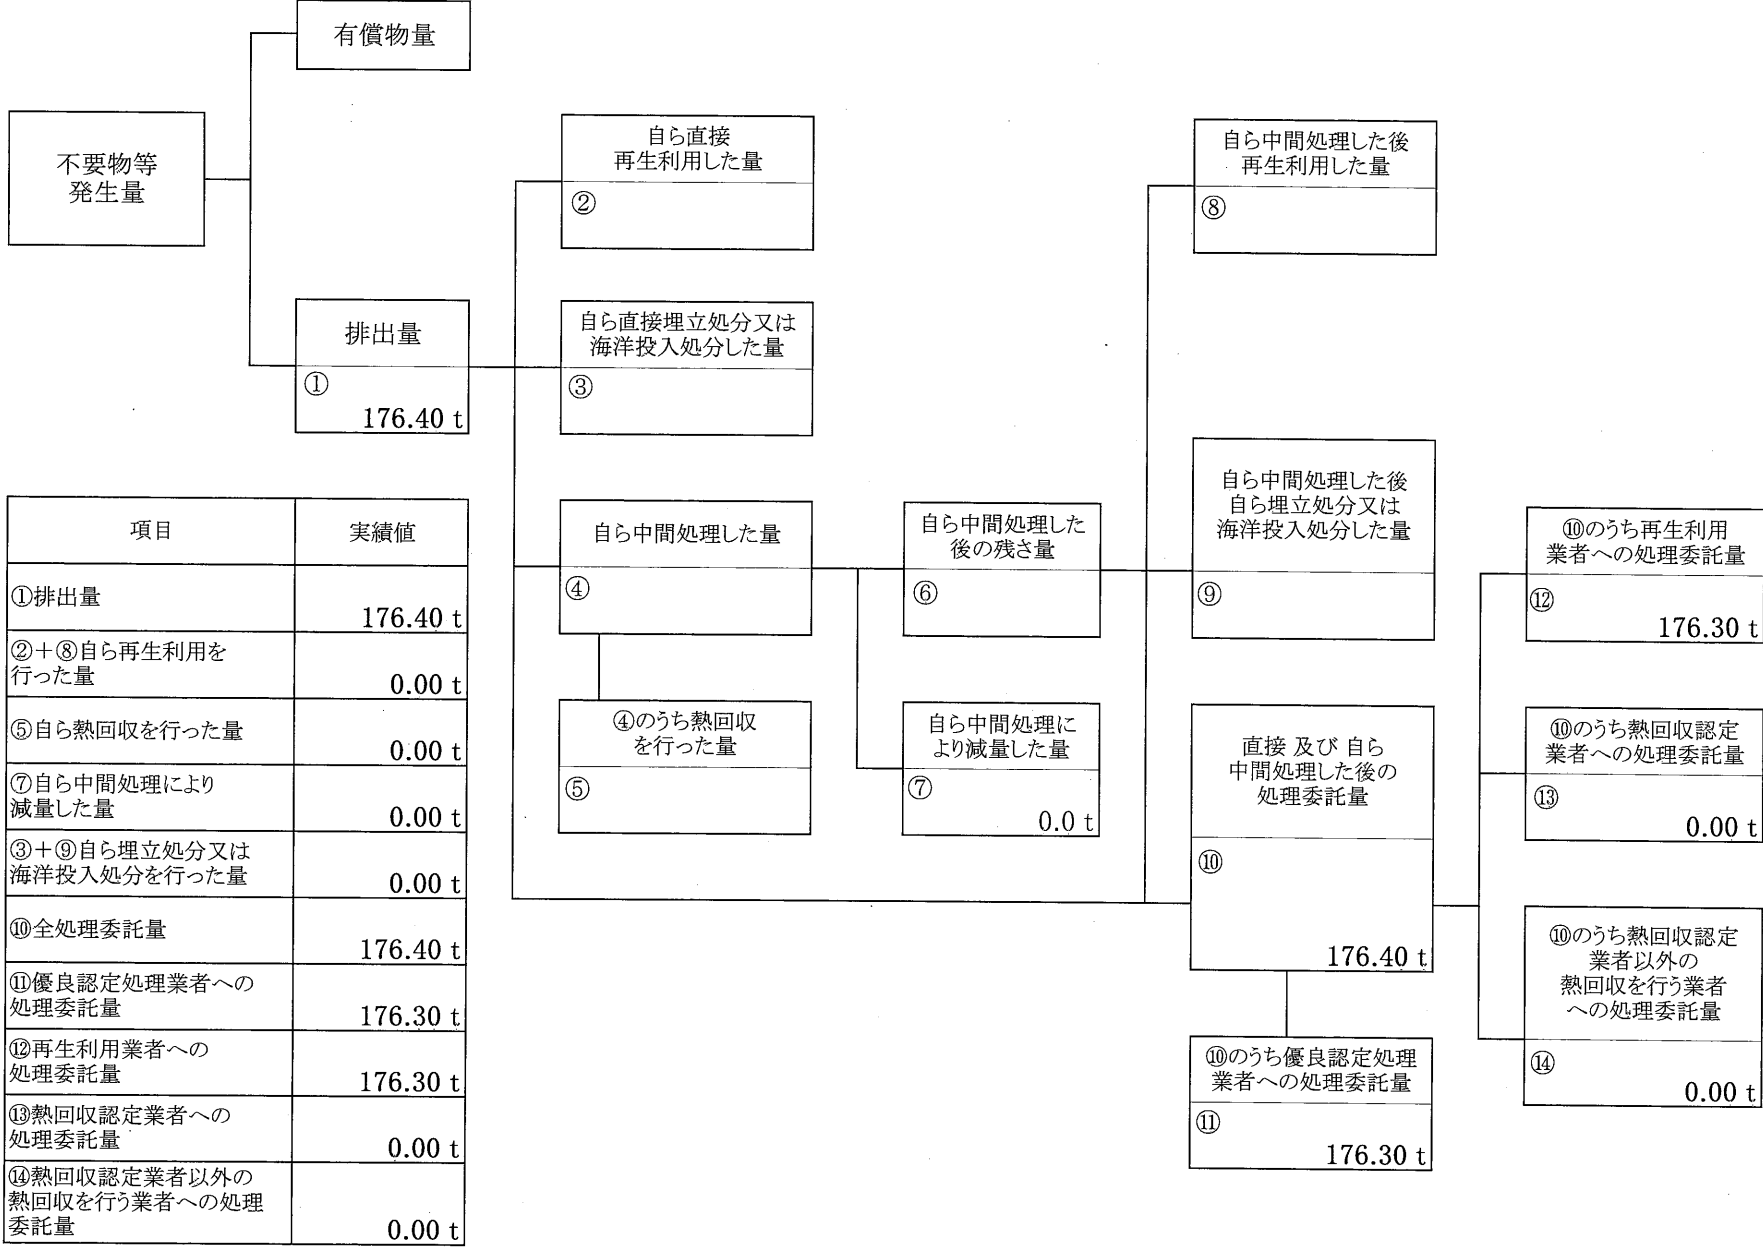 有償物量
不要物等
発生量
排出量
①
176.40 t
自ら直接
再生利用した量
②
自ら直接埋立処分又は
海洋投入処分した量
③
自ら中間処理した量
④
④のうち熱回収
を行った量
⑤
自ら中間処理した
後の残さ量
⑥
自ら中間処理に
より減量した量
⑦
0.0 t
自ら中間処理した後
再生利用した量
⑧
自ら中間処理した後
自ら埋立処分又は
海洋投入処分した量
⑨
直接 及び 自ら
中間処理した後の
処理委託量
⑩
176.40 t
⑩のうち優良認定処理
業者への処理委託量
⑪
176.30 t
⑩のうち再生利用
業者への処理委託量
⑫
176.30 t
⑩のうち熱回収認定
業者への処理委託量
⑬
0.00 t
⑩のうち熱回収認定
業者以外の
熱回収を行う業者
への処理委託量
⑭
0.00 t
項目 実績値
①排出量
176.40 t
②＋⑧自ら再生利用を
行った量
0.00 t
⑤自ら熱回収を行った量
0.00 t
⑦自ら中間処理により
減量した量
0.00 t
③＋⑨自ら埋立処分又は
海洋投入処分を行った量
0.00 t
⑩全処理委託量
176.40 t
⑪優良認定処理業者への
処理委託量
176.30 t
⑫再生利用業者への
処理委託量
176.30 t
⑬熱回収認定業者への
処理委託量
0.00 t
⑭熱回収認定業者以外の
熱回収を行う業者への処理
委託量
0.00 t